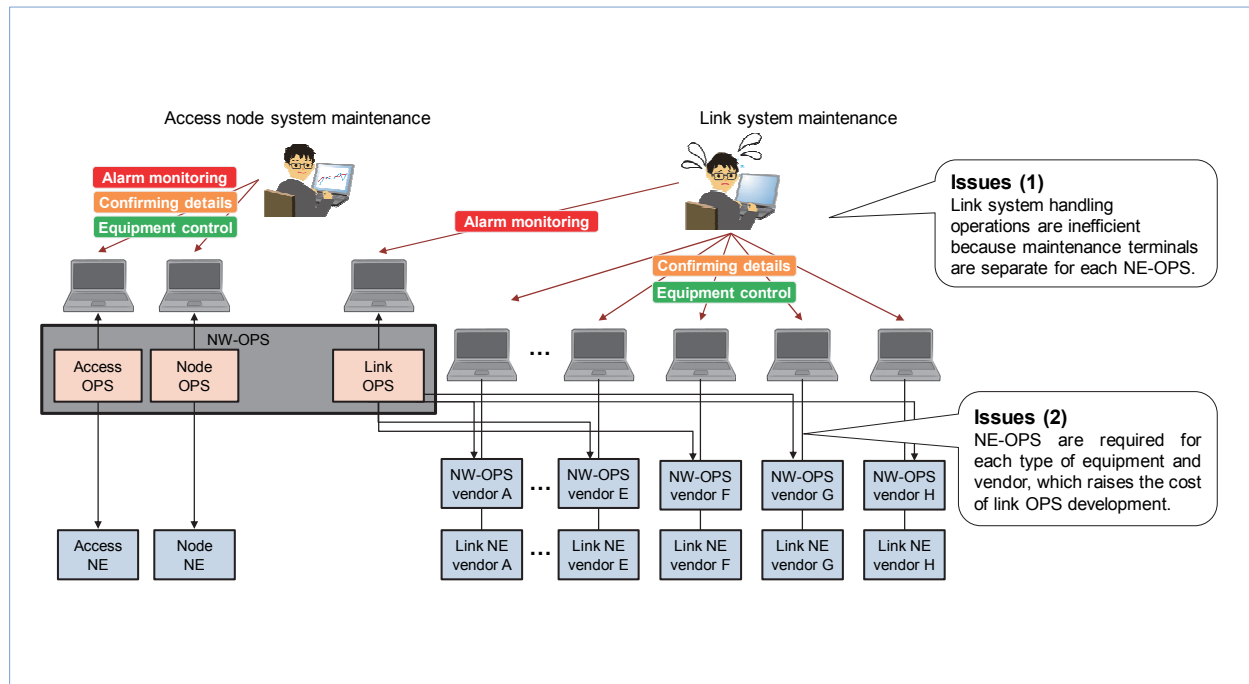 Access node system maintenance
Link system maintenance
Alarm monitoring
Confirming details
Equipment control
Alarm monitoring
Confirming details
Equipment control
Issues (1)
Link system handling
operations are inefficient
because maintenance terminals
are separate for each NE-OPS.
NW-OPS
Access
OPS
Node
OPS
Link
OPS
...
Issues (2)
NE-OPS are required for
each type of equipment and
vendor, which raises the cost
of link OPS development.
NW-OPS
vendor A
...
NW-OPS
vendor E
NW-OPS
vendor F
NW-OPS
vendor G
NW-OPS
vendor H
Access
NE
Node
NE
Link NE
vendor A
...
Link NE
vendor E
Link NE
vendor F
Link NE
vendor G
Link NE
vendor H